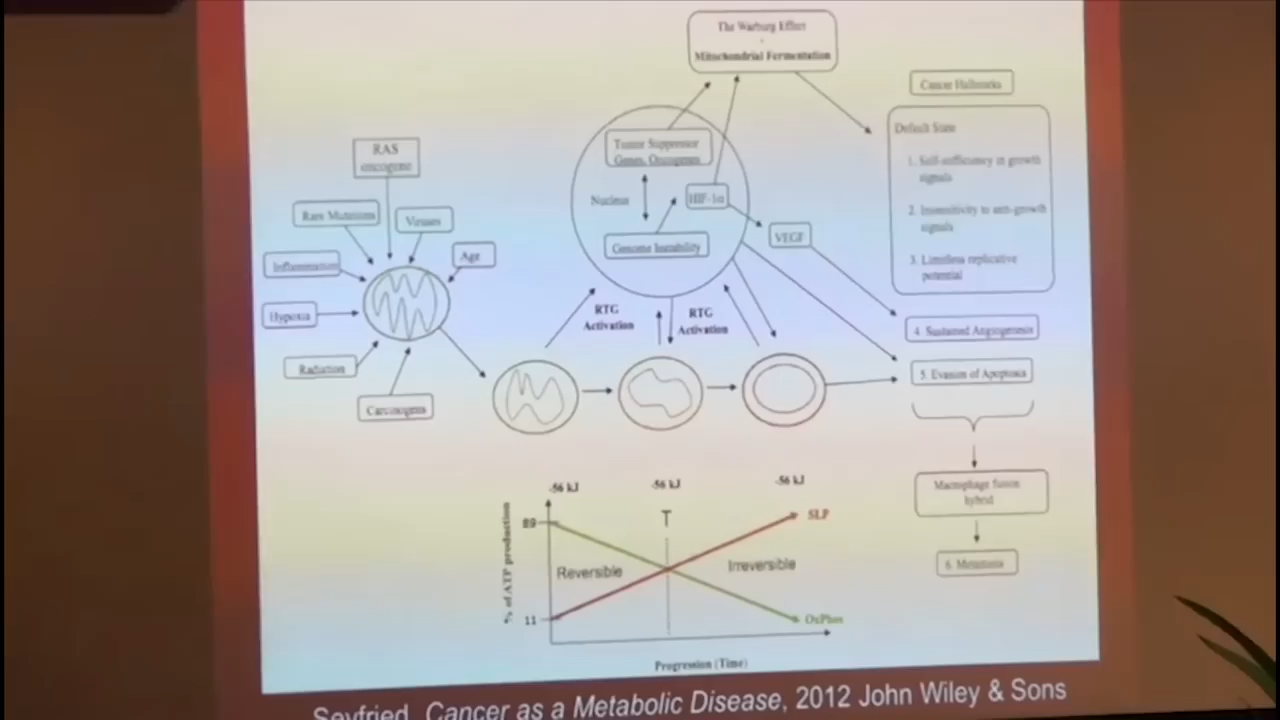 The Warburg Effect
Mitochondrial Fermentation
Cancer Hallmarks
Default State
1. Self-sufficiency in growth
signals
2. Insensitivity to anti-growth
signals
3. Limitless replicative
potential
RAS
oncogene
Rare Mutations
Viruses
Age
Inflammation
Hypoxia
Radiation
Carcinogens
Tumor Suppressor
Genes, Oncogenes
Nucleus
HIF-1α
Genome Instability
VEGF
RTG
Activation
RTG
Activation
4. Sustained Angiogenesis
5. Evasion of Apoptosis
Macrophage fusion
hybrid
6. Metastasis
-56 kJ
-56 kJ
-56 kJ
% of ATP production
89
11
T
Reversible
Irreversible
SLP
OxPhos
Progression (Time)
Seyfried, Cancer as a Metabolic Disease, 2012 John Wiley & Sons